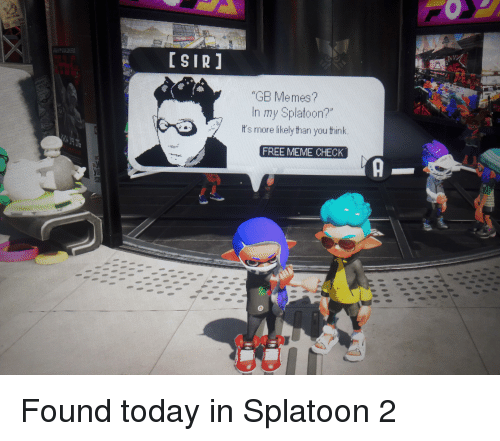 [SIR]
"GB Memes?
In my Splatoon?"
It's more likely than you think.
FREE MEME CHECK
A
Found today in Splatoon 2